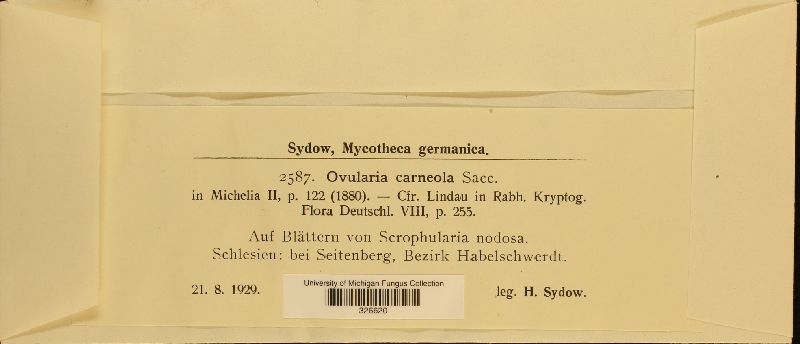 Sydow, Mycotheca germanica.
2587. Ovularia carneola Sacc.
in Michelia II, p. 122 (1880). — Cfr. Lindau in Rabh. Kryptog.
Flora Deutschl. VIII, p. 255.
Auf Blättern von Scrophularia nodosa.
Schlesien: bei Seitenberg, Bezirk Habelschwerdt.
21. 8. 1929.
leg. H. Sydow.
University of Michigan Fungus Collection
326620